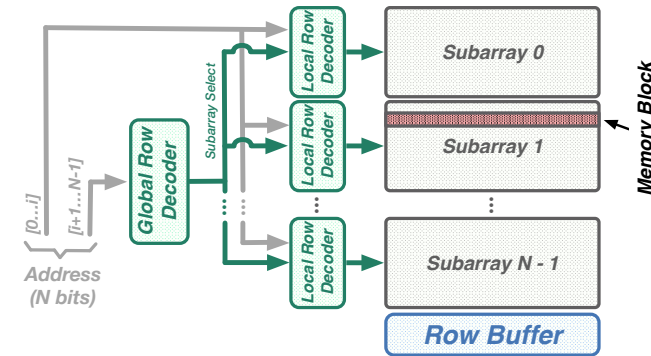 Local Row
Decoder
Subarray 0
Subarray Select
Global Row
Decoder
Local Row
Decoder
Subarray 1
Memory Block
[0...i]
[i+1...N-1]
Address
(N bits)
Local Row
Decoder
Subarray N - 1
Row Buffer